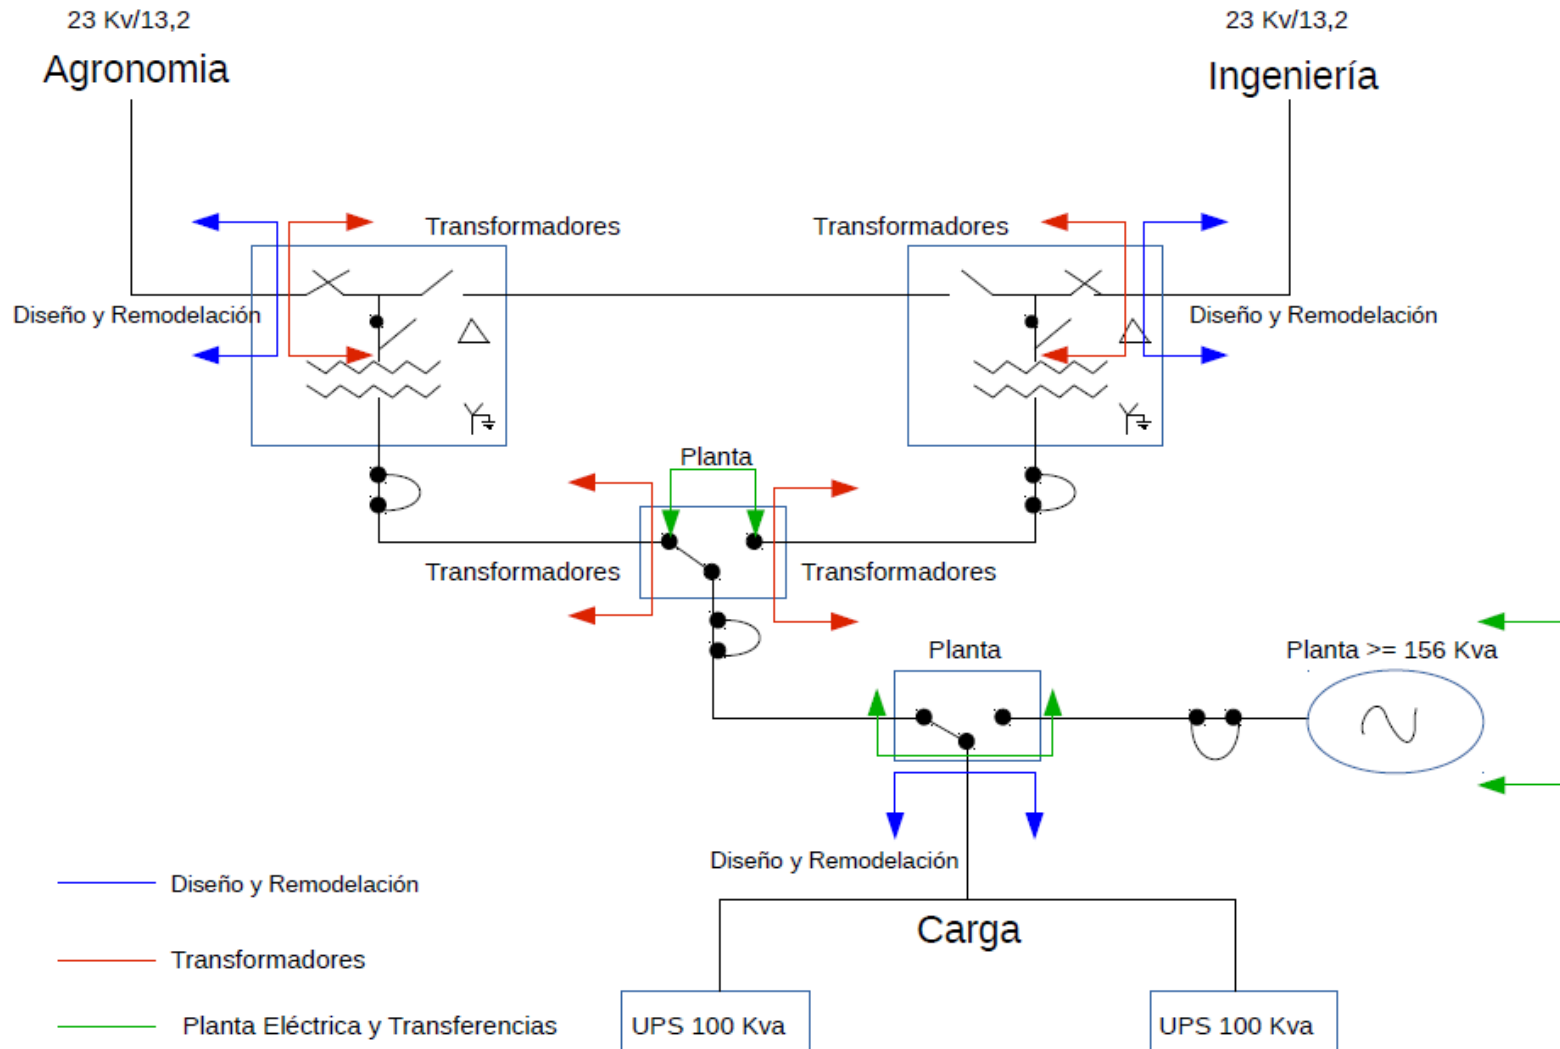 23 Kv/13,2
23 Kv/13,2
Agronomia
Ingeniería
Transformadores
Transformadores
Diseño y Remodelación
Diseño y Remodelación
Planta
Transformadores
Transformadores
Planta
Planta >= 156 Kva
Diseño y Remodelación
Diseño y Remodelación
Carga
Transformadores
Planta Eléctrica y Transferencias
UPS 100 Kva
UPS 100 Kva